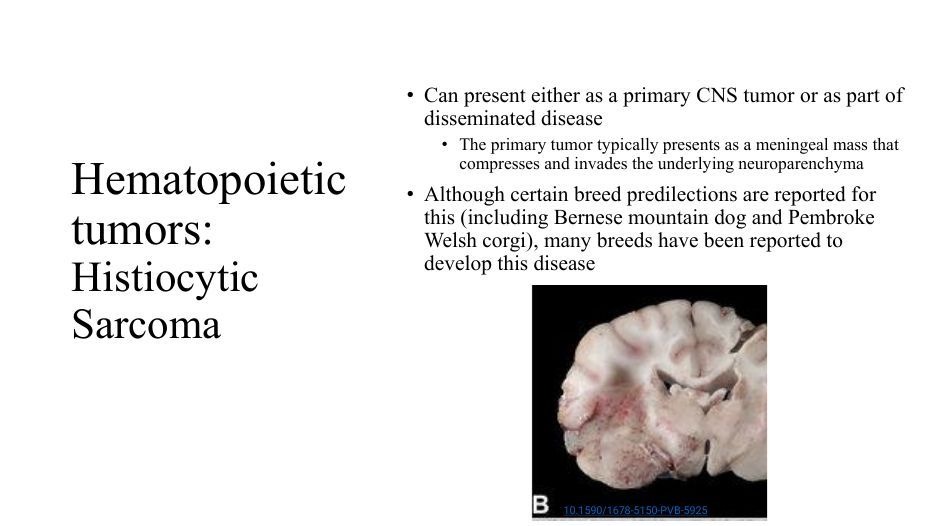 Hematopoietic
tumors:
Histiocytic
Sarcoma
• Can present either as a primary CNS tumor or as part of
disseminated disease
• The primary tumor typically presents as a meningeal mass that
compresses and invades the underlying neuroparenchyma
• Although certain breed predilections are reported for
this (including Bernese mountain dog and Pembroke
Welsh corgi), many breeds have been reported to
develop this disease
B
10.1590/1678-5150-PVB-5925